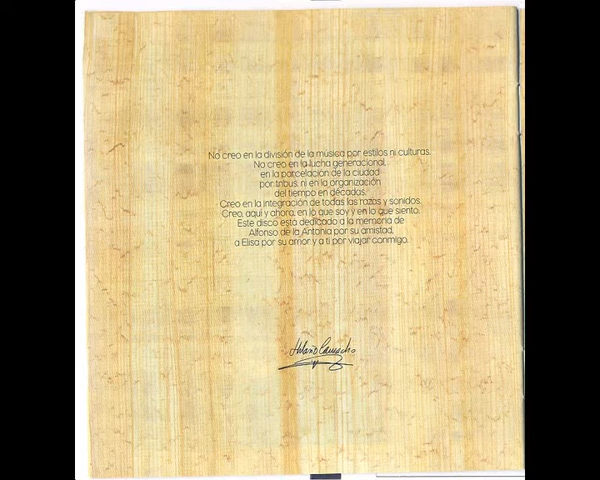 No creo en la división de la música por estilos ni culturas.
No creo en la lucha generacional,
en la parcelación de la ciudad
por tribus, ni en la organización
del tiempo en décadas.
Creo en la integración de todas las razas y sonidos.
Creo, aquí y ahora, en lo que soy y en lo que siento.
Este disco está dedicado a la memoria de
Alfonso de la Antonia por su amistad,
a Elisa por su amor y a ti por viajar conmigo.
Hilario Camacho